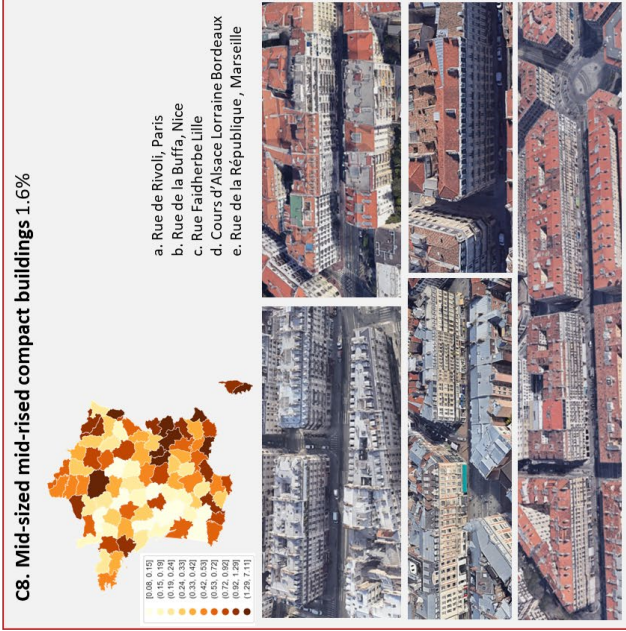 C8. Mid-sized mid-rised compact buildings 1.6%
[0.08, 0.15]
(0.15, 0.19]
(0.19, 0.24]
(0.24, 0.33]
(0.33, 0.42]
(0.42, 0.53]
(0.53, 0.72]
(0.72, 0.92]
(0.92, 1.29]
(1.29, 7.11]
a. Rue de Rivoli, Paris
b. Rue de la Buffa, Nice
c. Rue Faidherbe Lille
d. Cours d'Alsace Lorraine Bordeaux
e. Rue de la République , Marseille